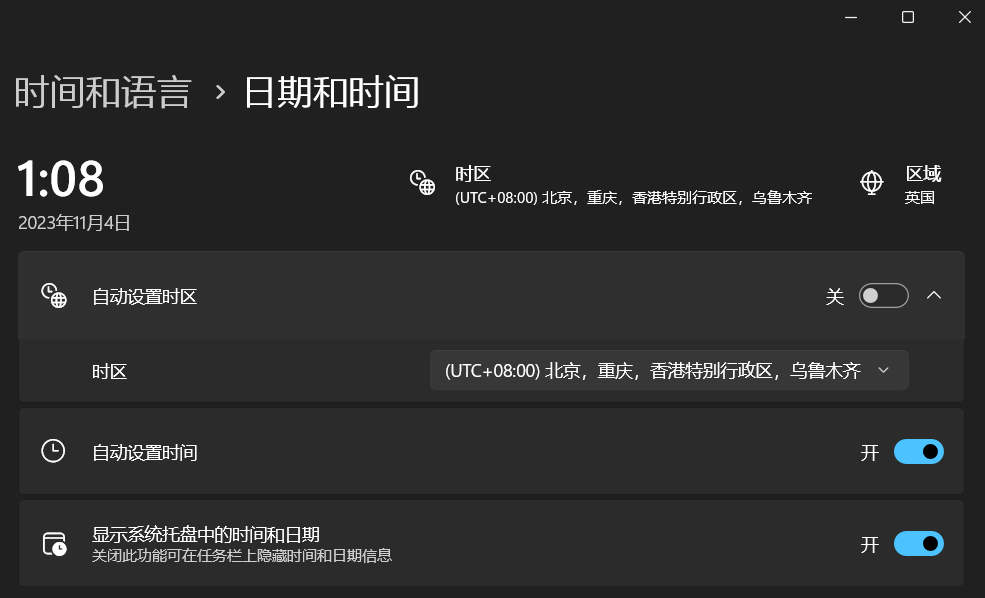 时间和语言 › 日期和时间
1:08
2023年11月4日
时区
(UTC+08:00) 北京，重庆，香港特别行政区，乌鲁木齐
区域
英国
自动设置时区
关
时区
(UTC+08:00) 北京，重庆，香港特别行政区，乌鲁木齐
自动设置时间
开
显示系统托盘中的时间和日期
关闭此功能可在任务栏上隐藏时间和日期信息
开